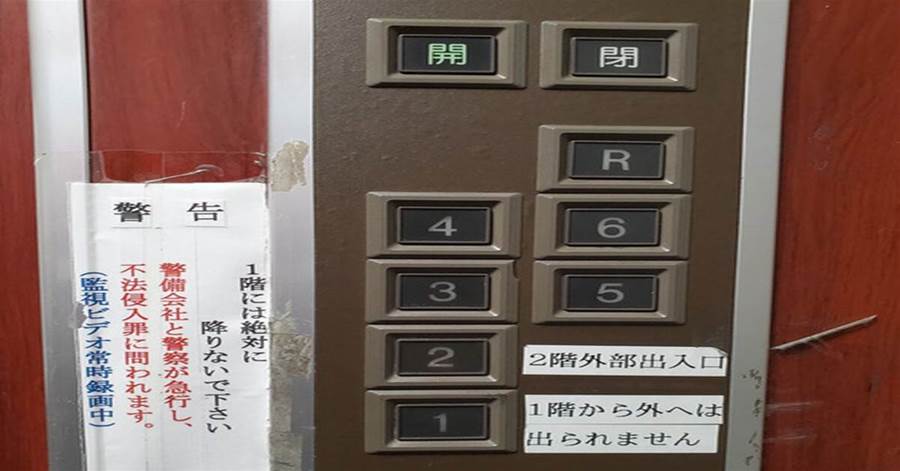 警告
1階には絶対に
降りないで下さい
警備会社と警察が急行し、
不法侵入罪に問われます。
(監視ビデオ常時録画中)
開 閉
R
4 6
3 5
2
2階外部出入口
1
1階から外へは
出られません